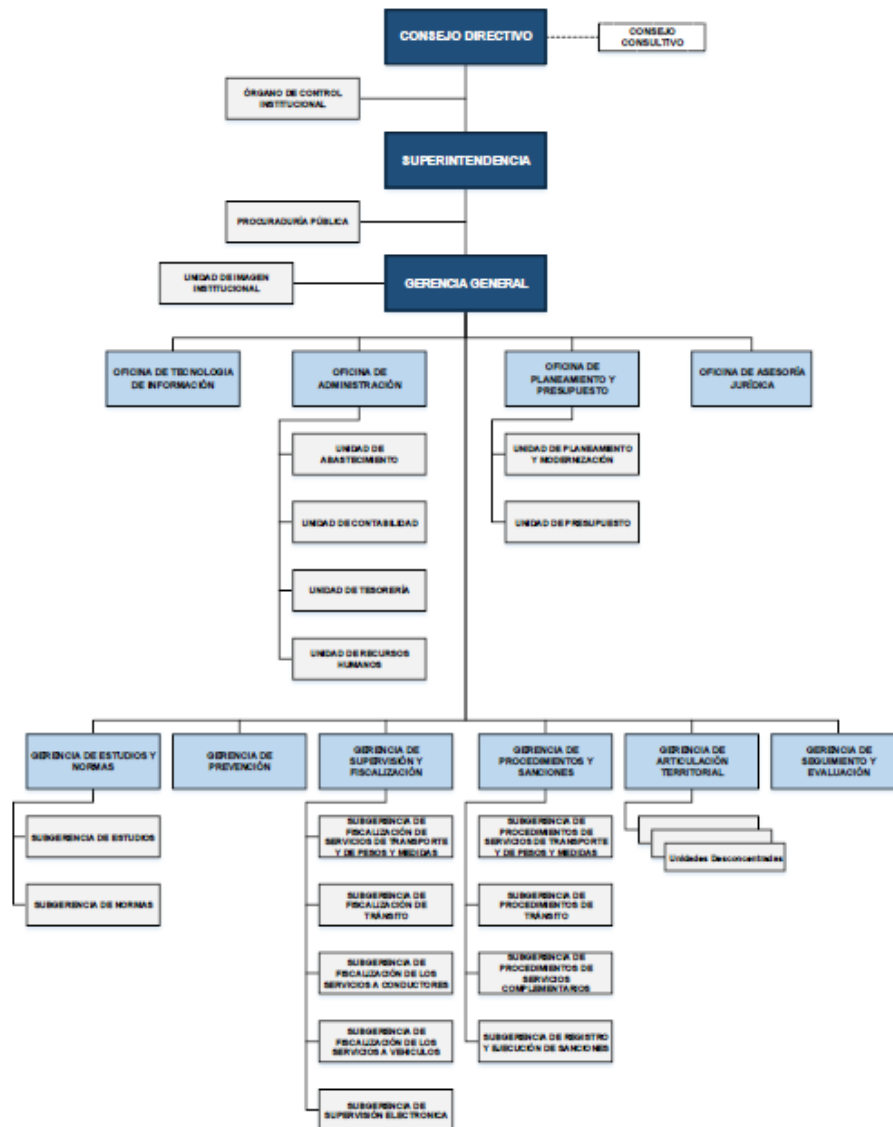 CONSEJO DIRECTIVO
CONSEJO
CONSULTIVO
ÓRGANO DE CONTROL
INSTITUCIONAL
SUPERINTENDENCIA
PROCURADURÍA PÚBLICA
UNIDAD DE IMAGEN
INSTITUCIONAL
GERENCIA GENERAL
OFICINA DE TECNOLOGIA
DE INFORMACIÓN
OFICINA DE
ADMINISTRACIÓN
OFICINA DE
PLANEAMIENTO Y
PRESUPUESTO
OFICINA DE ASESORÍA
JURÍDICA
UNIDAD DE
ABASTECIMIENTO
UNIDAD DE PLANEAMIENTO
Y MODERNIZACIÓN
UNIDAD DE CONTABILIDAD
UNIDAD DE PRESUPUESTO
UNIDAD DE TESORERÍA
UNIDAD DE RECURSOS
HUMANOS
GERENCIA DE ESTUDIOS Y
NORMAS
GERENCIA DE
PREVENCIÓN
GERENCIA DE
SUPERVISIÓN Y
FISCALIZACIÓN
GERENCIA DE
PROCEDIMIENTOS Y
SANCIONES
GERENCIA DE
ARTICULACIÓN
TERRITORIAL
GERENCIA DE
SEGUIMIENTO Y
EVALUACIÓN
SUBGERENCIA DE ESTUDIOS
SUBGERENCIA DE
FISCALIZACIÓN DE
SERVICIOS DE TRANSPORTE
Y DE PESOS Y MEDIDAS
SUBGERENCIA DE
PROCEDIMIENTOS DE
SERVICIOS DE TRANSPORTE
Y DE PESOS Y MEDIDAS
Unidades Desconcentradas
SUBGERENCIA DE NORMAS
SUBGERENCIA DE
FISCALIZACIÓN DE
TRÁNSITO
SUBGERENCIA DE
PROCEDIMIENTOS DE
TRÁNSITO
SUBGERENCIA DE
FISCALIZACIÓN DE LOS
SERVICIOS A CONDUCTORES
SUBGERENCIA DE
PROCEDIMIENTOS DE
SERVICIOS
COMPLEMENTARIOS
SUBGERENCIA DE
FISCALIZACIÓN DE LOS
SERVICIOS A VEHICULOS
SUBGERENCIA DE REGISTRO
Y EJECUCIÓN DE SANCIONES
SUBGERENCIA DE
SUPERVISIÓN ELECTRONICA